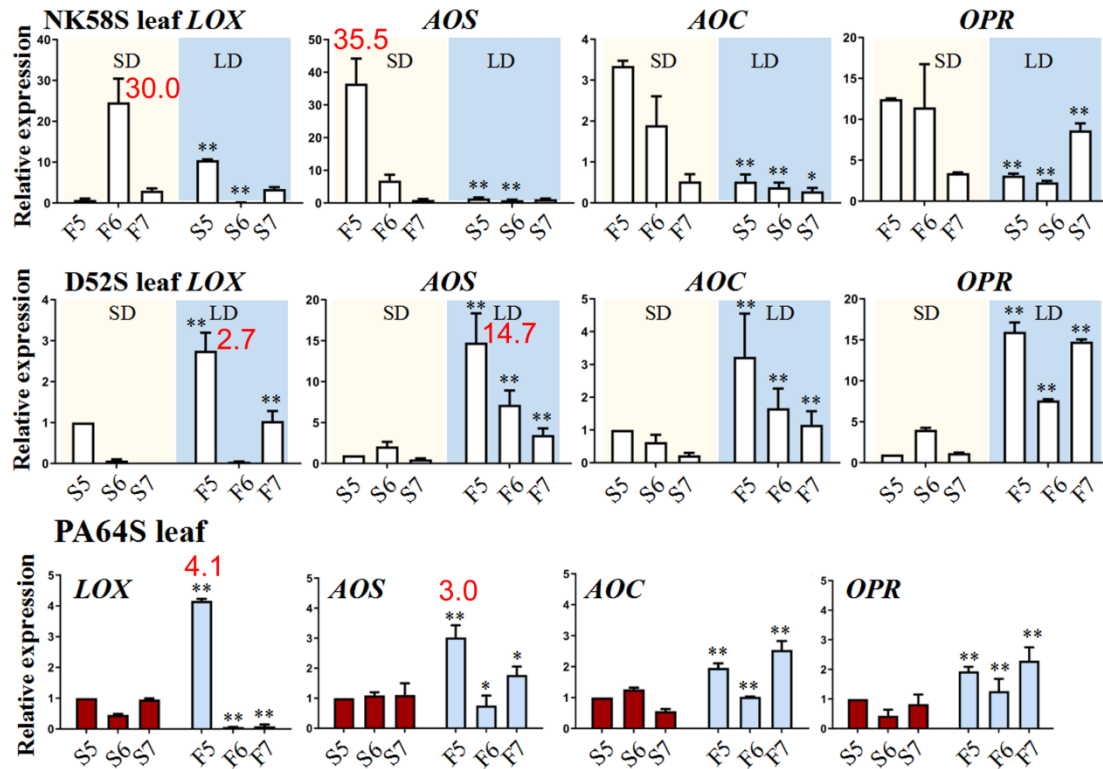 NK58S leaf LOX
AOS
AOC
OPR
Relative expression
40
30
20
10
0
SD
LD
30.0
**
**
F5
F6
F7
S5
S6
S7
50
40
30
20
10
0
35.5
SD
LD
**
**
F5
F6
F7
S5
S6
S7
4
3
2
1
0
SD
LD
**
**
*
F5
F6
F7
S5
S6
S7
20
15
10
5
0
SD
LD
**
**
**
F5
F6
F7
S5
S6
S7
D52S leaf LOX
AOS
AOC
OPR
Relative expression
4
3
2
1
0
SD
LD
**
2.7
**
S5
S6
S7
F5
F6
F7
20
15
10
5
0
SD
**
LD
14.7
**
**
S5
S6
S7
F5
F6
F7
5
4
3
2
1
0
SD
**
LD
**
**
S5
S6
S7
F5
F6
F7
20
15
10
5
0
SD
LD
**
**
**
S5
S6
S7
F5
F6
F7
PA64S leaf
Relative expression
LOX
5
4
3
2
1
0
4.1
**
**
**
S5
S6
S7
F5
F6
F7
AOS
5
4
3
2
1
0
3.0
**
*
*
S5
S6
S7
F5
F6
F7
AOC
5
4
3
2
1
0
**
**
**
S5
S6
S7
F5
F6
F7
OPR
5
4
3
2
1
0
**
**
**
S5
S6
S7
F5
F6
F7